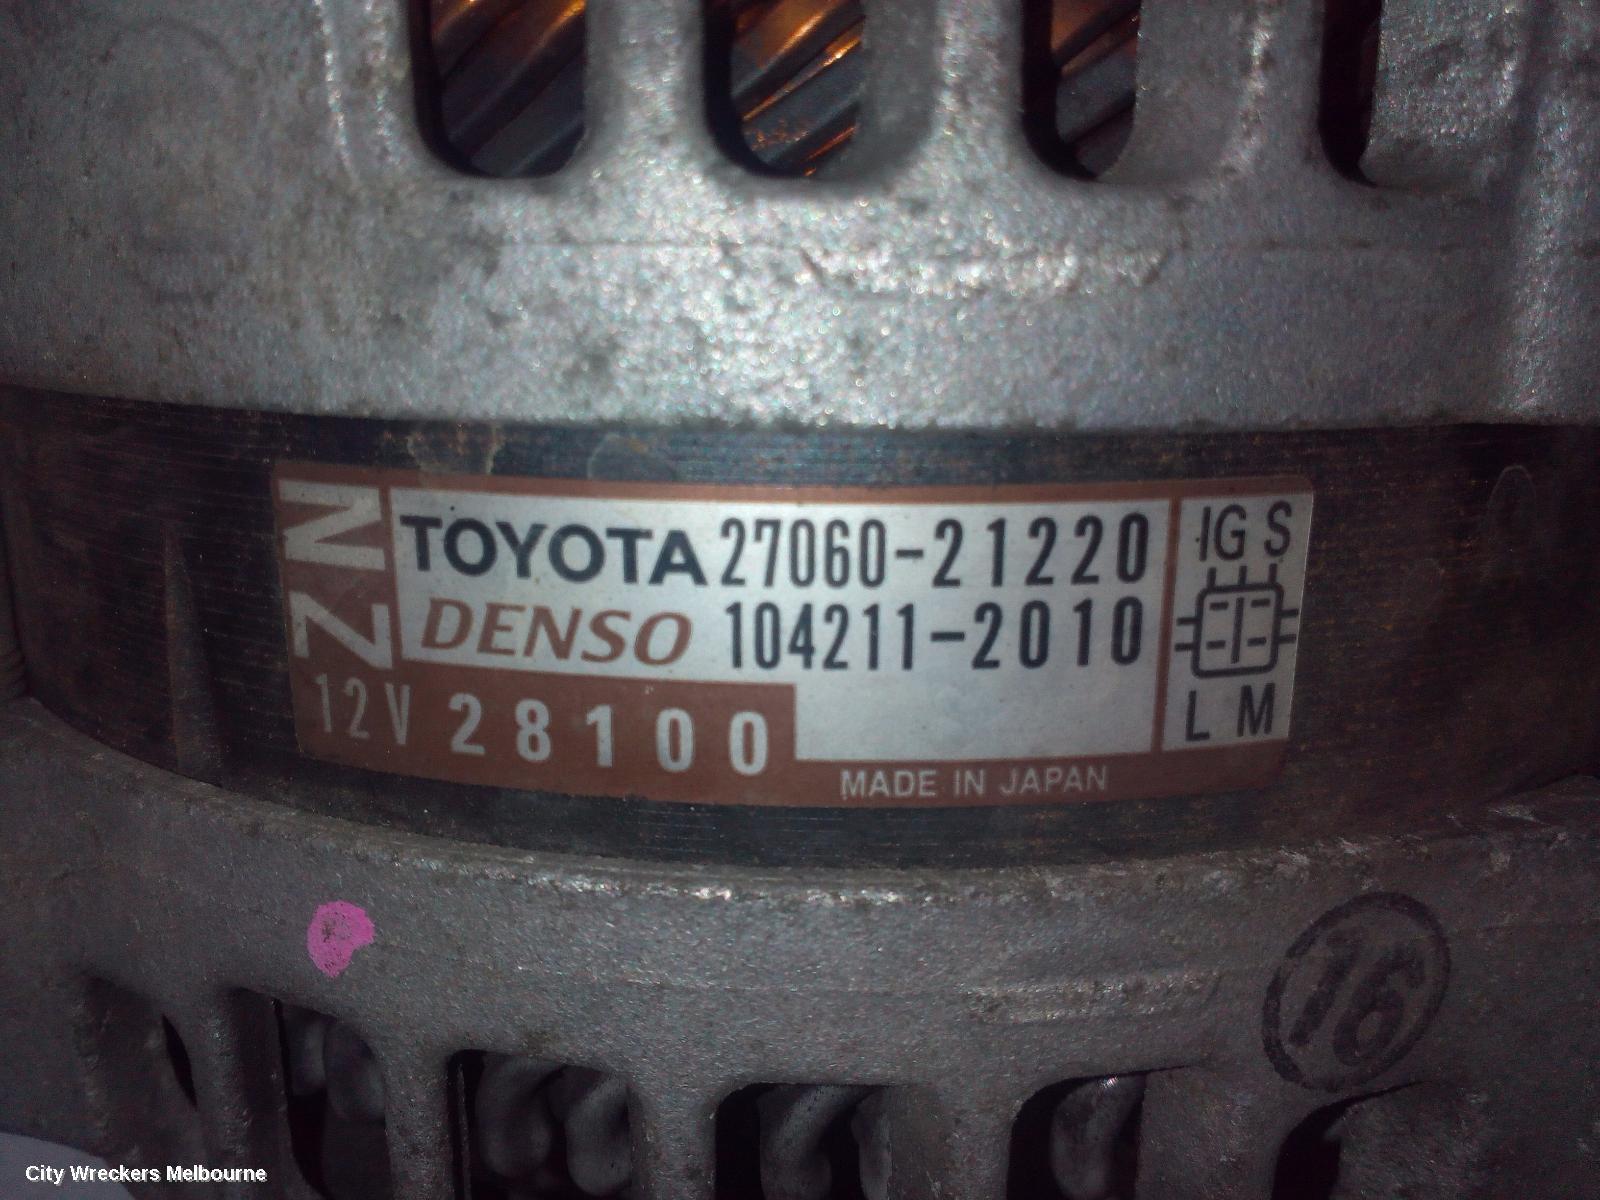 NZ
TOYOTA 27060-21220
DENSO 104211-2010
12V 28100
MADE IN JAPAN
IG S
L M
16
City Wreckers Melbourne